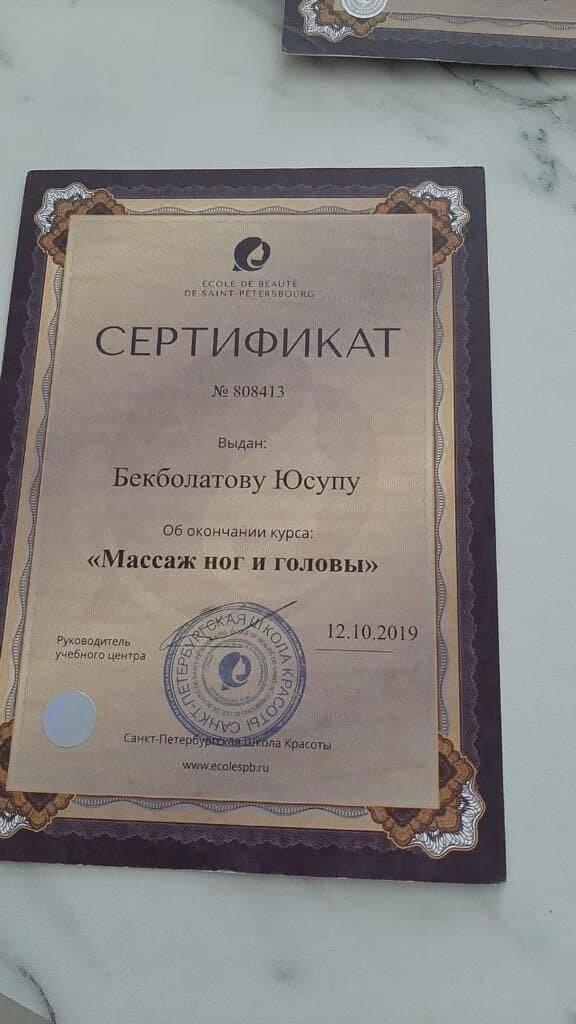 ÉCOLE DE BEAUTÉ
DE SAINT-PÉTERSBOURG
СЕРТИФИКАТ
№ 808413
Выдан:
Бекболатову Юсупу
Об окончании курса:
«Массаж ног и головы»
Руководитель
учебного центра
12.10.2019
САНКТ-ПЕТЕРБУРГСКАЯ ШКОЛА КРАСОТЫ
Санкт-Петербургская Школа Красоты
www.ecolespb.ru